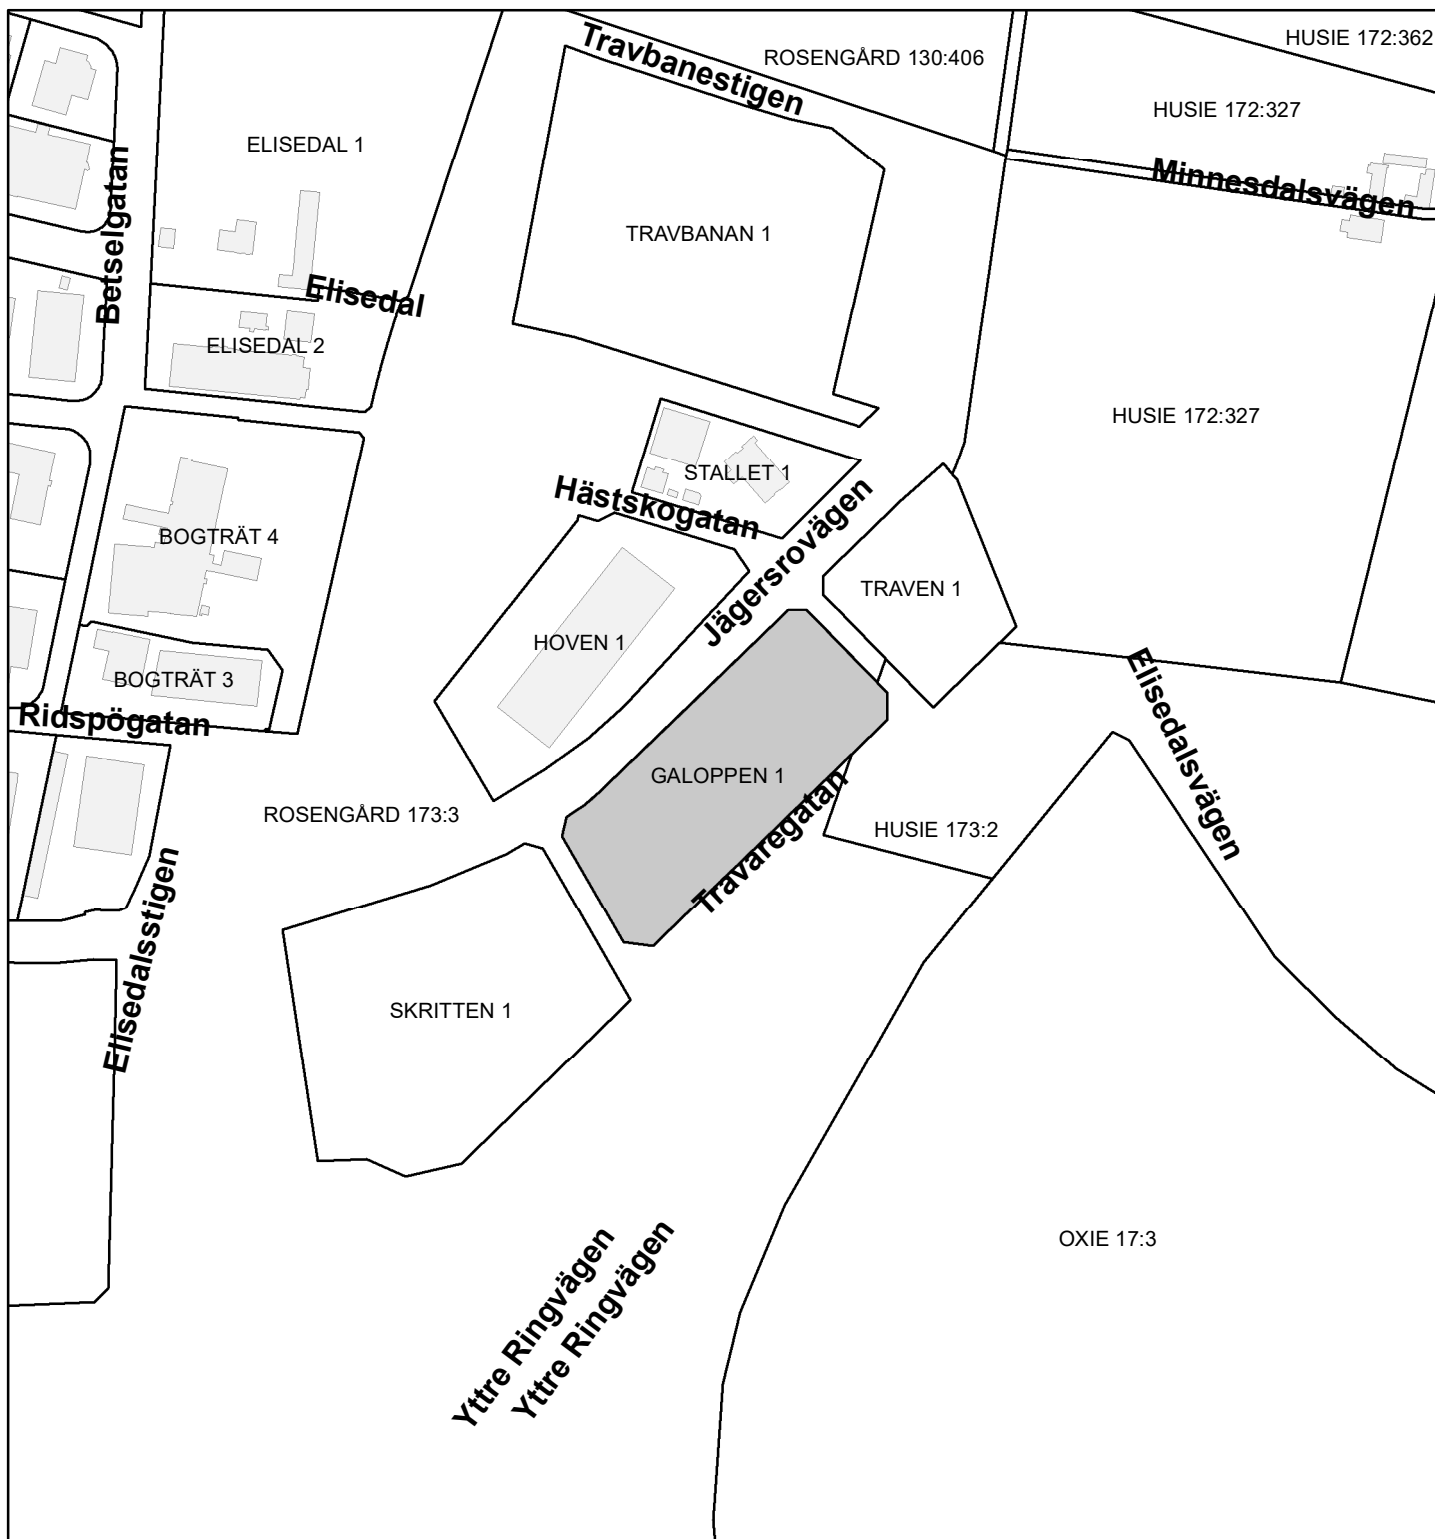 HUSIE 172:362
Travbanestigen
ROSENGÅRD 130:406
HUSIE 172:327
ELISEDAL 1
Minnesdalsvägen
Betselgatan
TRAVBANAN 1
Elisedal
ELISEDAL 2
HUSIE 172:327
STALLET 1
Hästskogatan
BOGTRÄT 4
Jägersrovägen
TRAVEN 1
HOVEN 1
BOGTRÄT 3
Ridspögatan
Elisedalsvägen
GALOPPEN 1
ROSENGÅRD 173:3
Travaregatan
HUSIE 173:2
Elisedalsstigen
SKRITTEN 1
OXIE 17:3
Yttre Ringvägen
Yttre Ringvägen